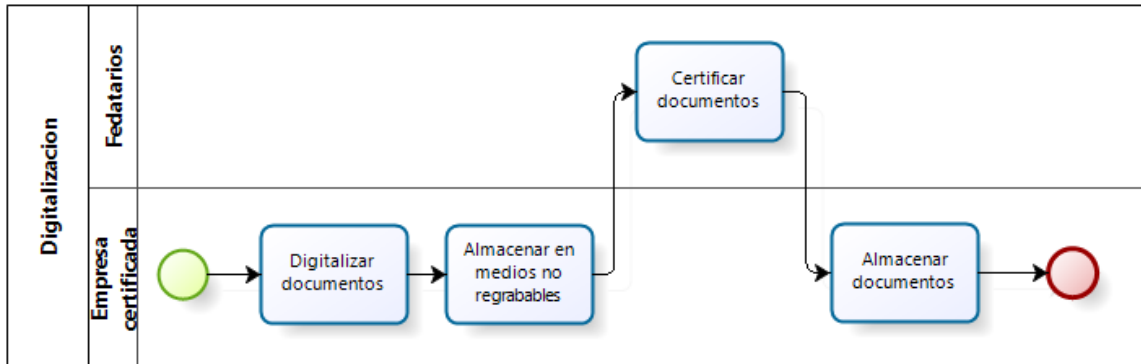 Digitalizacion
Fedatarios
Certificar
documentos
Empresa
certificada
Digitalizar
documentos
Almacenar en
medios no
regrabables
Almacenar
documentos